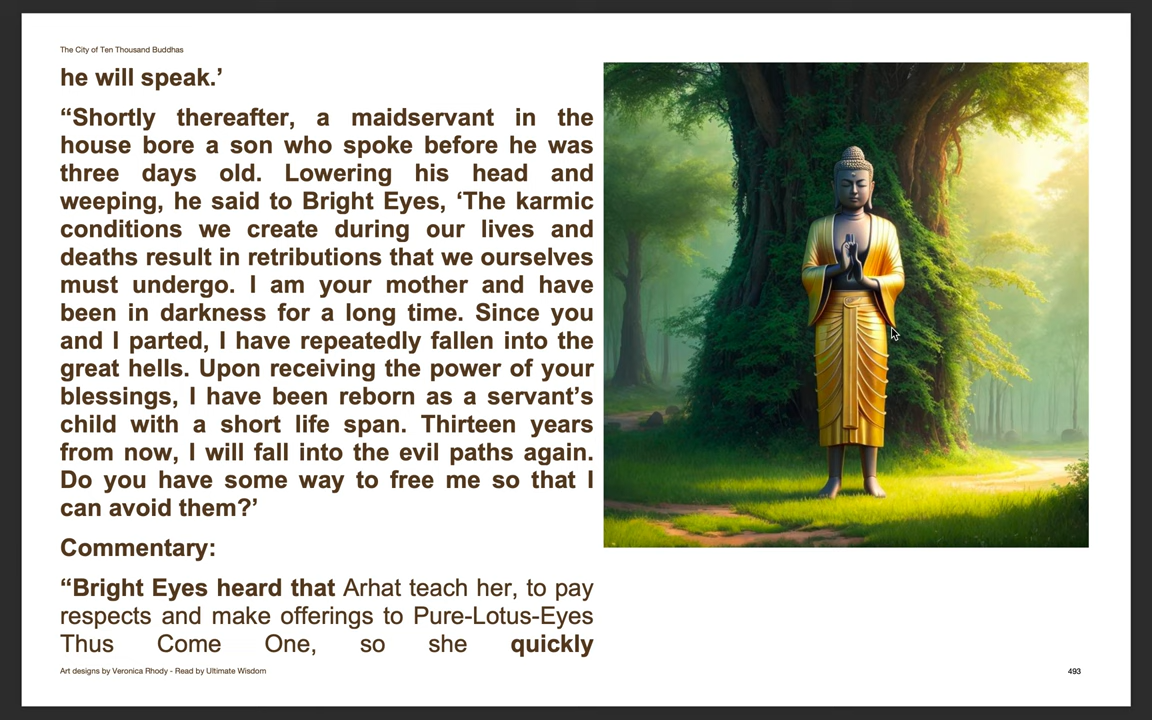 The City of Ten Thousand Buddhas
he will speak.’
“Shortly thereafter, a maidservant in the
house bore a son who spoke before he was
three days old. Lowering his head and
weeping, he said to Bright Eyes, ‘The karmic
conditions we create during our lives and
deaths result in retributions that we ourselves
must undergo. I am your mother and have
been in darkness for a long time. Since you
and I parted, I have repeatedly fallen into the
great hells. Upon receiving the power of your
blessings, I have been reborn as a servant’s
child with a short life span. Thirteen years
from now, I will fall into the evil paths again.
Do you have some way to free me so that I
can avoid them?’
Commentary:
“Bright Eyes heard that Arhat teach her, to pay
respects and make offerings to Pure-Lotus-Eyes
Thus Come One, so she quickly
Art designs by Veronica Rhody - Read by Ultimate Wisdom
493